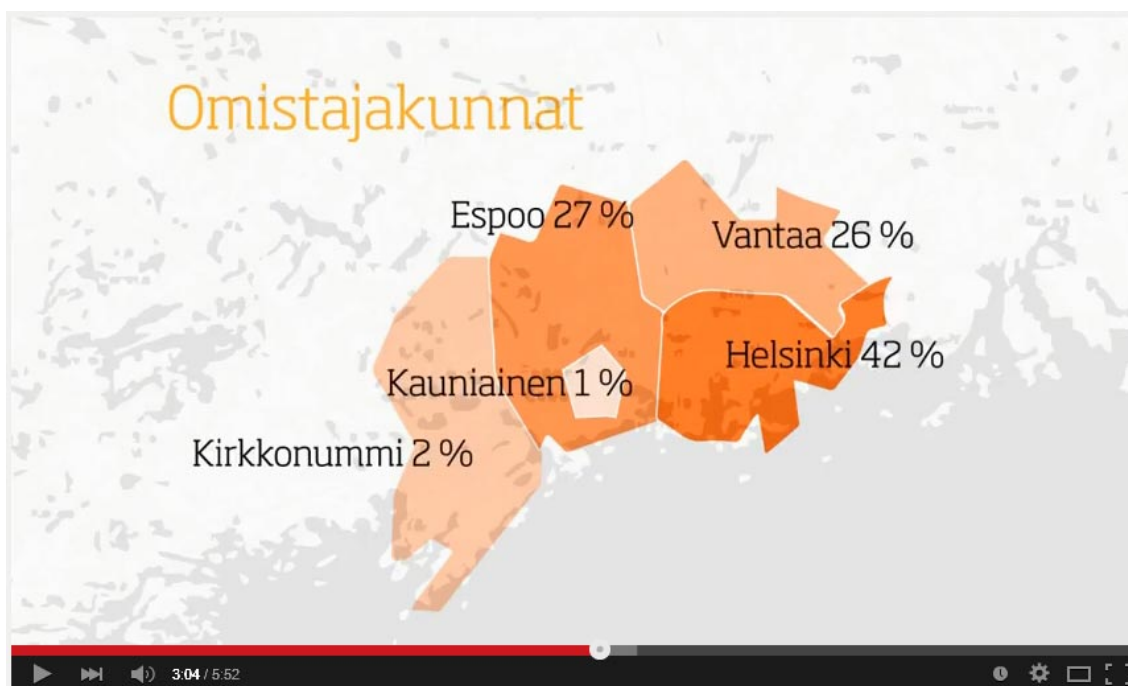 Omistajakunnat
Espoo 27 %
Vantaa 26 %
Helsinki 42 %
Kauniainen 1 %
Kirkkonummi 2 %
3:04 / 5:52